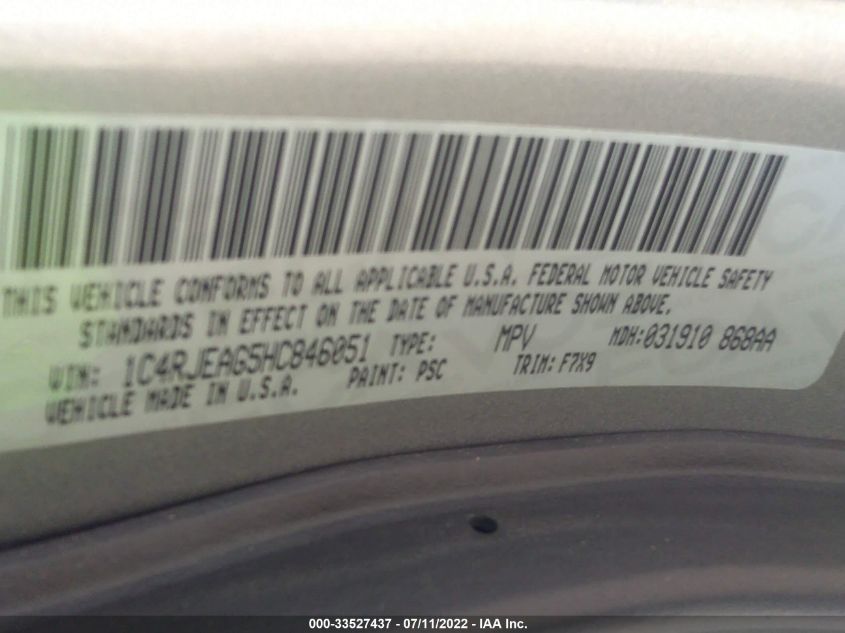 THIS VEHICLE CONFORMS TO ALL APPLICABLE U.S.A. FEDERAL MOTOR VEHICLE SAFETY
STANDARDS IN EFFECT ON THE DATE OF MANUFACTURE SHOWN ABOVE.
VIN: 1C4RJEAG5HC846051 TYPE: MPV MDH:031910 868AA
VEHICLE MADE IN U.S.A. PAINT: PSC TRIM: F7X9
000-33527437 - 07/11/2022 - IAA Inc.